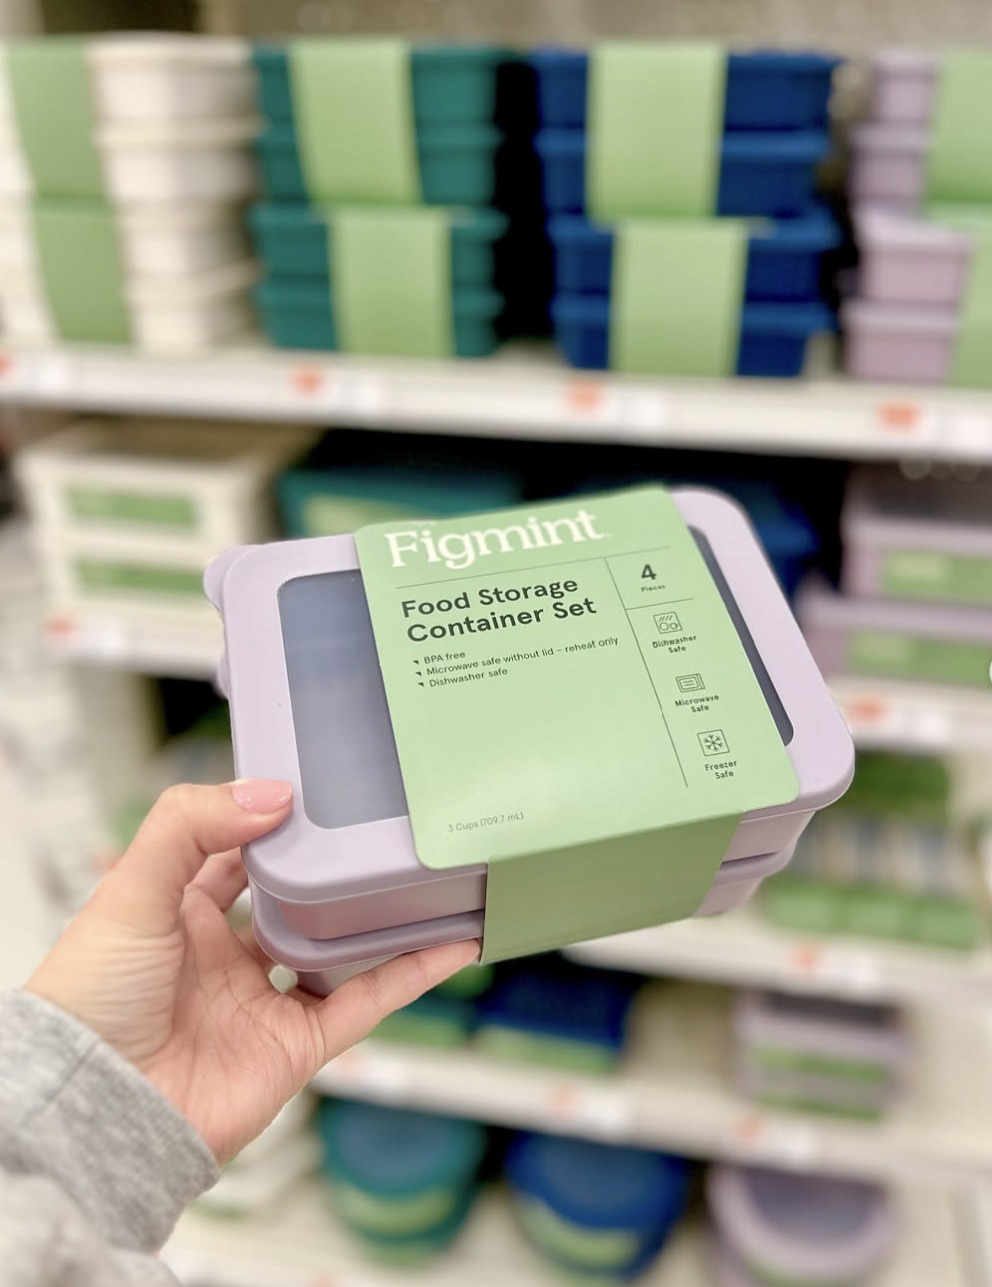 Figmint
Food Storage
Container Set
BPA free
Microwave safe without lid – reheat only
Dishwasher safe
3 Cups (709.7 mL)
4
Pieces
Dishwasher
Safe
Microwave
Safe
Freezer
Safe